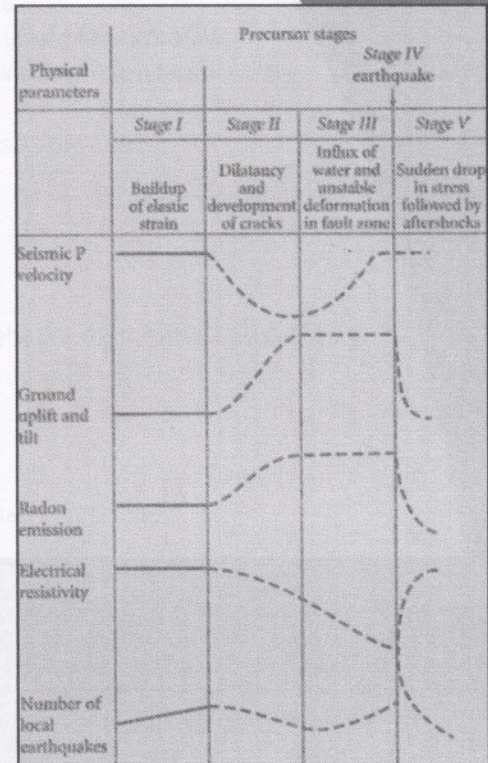 Precursor stages
Stage IV
earthquake
Physical
parameters
Stage I
Stage II
Stage III
Stage V
Buildup
of elastic
strain
Dilatancy
and
development
of cracks
Influx of
water and
unstable
deformation
in fault zone
Sudden drop
in stress
followed by
aftershocks
Seismic P
velocity
Ground
uplift and
tilt
Radon
emission
Electrical
resistivity
Number of
local
earthquakes